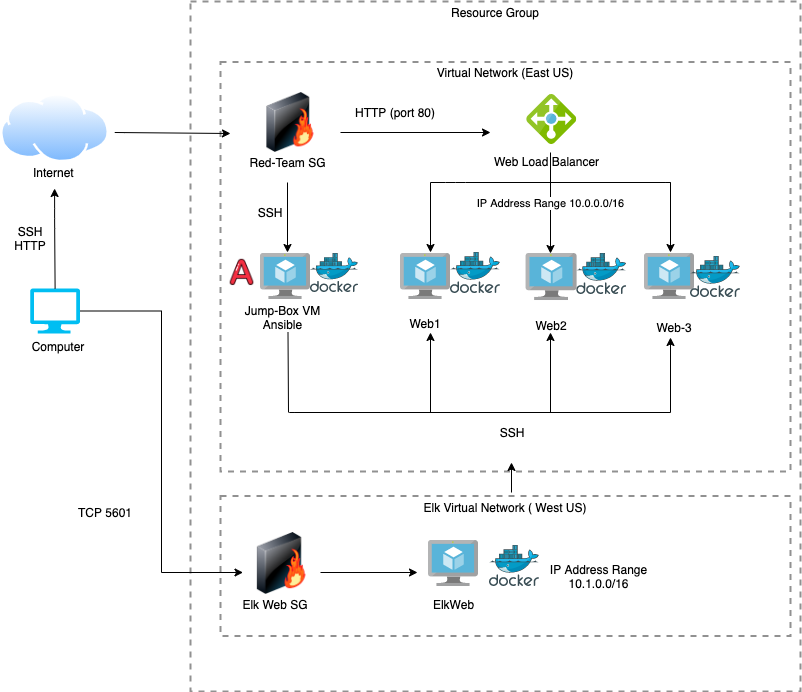 Resource Group
Virtual Network (East US)
HTTP (port 80)
Internet
Red-Team SG
Web Load Balancer
SSH
HTTP
SSH
IP Address Range 10.0.0.0/16
A
docker
docker
docker
docker
Jump-Box VM
Ansible
Web1
Web2
Web-3
Computer
SSH
TCP 5601
Elk Virtual Network ( West US)
IP Address Range
10.1.0.0/16
docker
Elk Web SG
ElkWeb